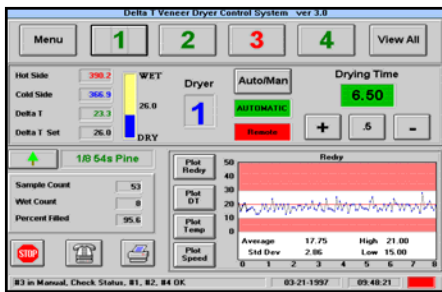 Delta T Veneer Dryer Control System ver 3.0
Menu 1 2 3 4 View All
Hot Side 390.2
Cold Side 366.9
Delta T 23.3
Delta T Set 26.0
WET
26.0
DRY
Dryer
1
Auto/Man
AUTOMATIC
Remote
Drying Time
6.50
+ .5 -
1/8 54s Pine
Sample Count 53
Wet Count 0
Percent Filled 95.6
STOP
Plot Redry
Plot DT
Plot Temp
Plot Speed
Redry
50
40
30
20
10
0
Average 17.75 High 21.00
Std Dev 2.06 Low 15.00
0 1 2 3 4 5 6 7 8
#3 in Manual, Check Status, #1, #2, #4 OK 03-21-1997 09:48:21